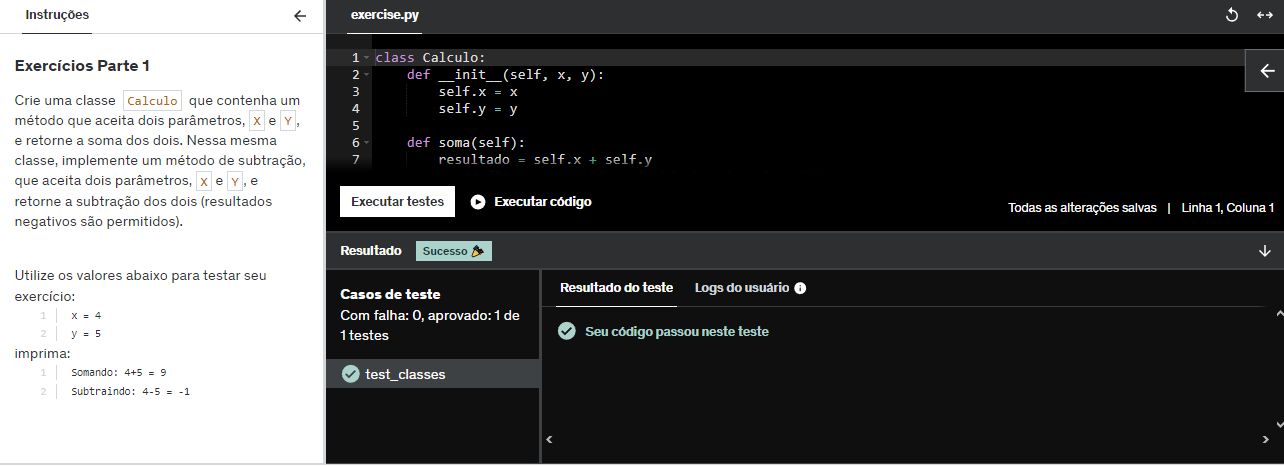 Instruções
Exercícios Parte 1
Crie uma classe Calculo que contenha um
método que aceita dois parâmetros, X e Y,
e retorne a soma dos dois. Nessa mesma
classe, implemente um método de subtração,
que aceita dois parâmetros, X e Y, e
retorne a subtração dos dois (resultados
negativos são permitidos).
Utilize os valores abaixo para testar seu
exercício:
1 x = 4
2 y = 5
imprima:
1 Somando: 4+5 = 9
2 Subtraindo: 4-5 = -1
exercise.py
1 class Calculo:
2 def __init__(self, x, y):
3 self.x = x
4 self.y = y
5
6 def soma(self):
7 resultado = self.x + self.y
Executar testes Executar código
Todas as alterações salvas | Linha 1, Coluna 1
Resultado Sucesso
Casos de teste
Com falha: 0, aprovado: 1 de
1 testes
test_classes
Resultado do teste Logs do usuário
Seu código passou neste teste